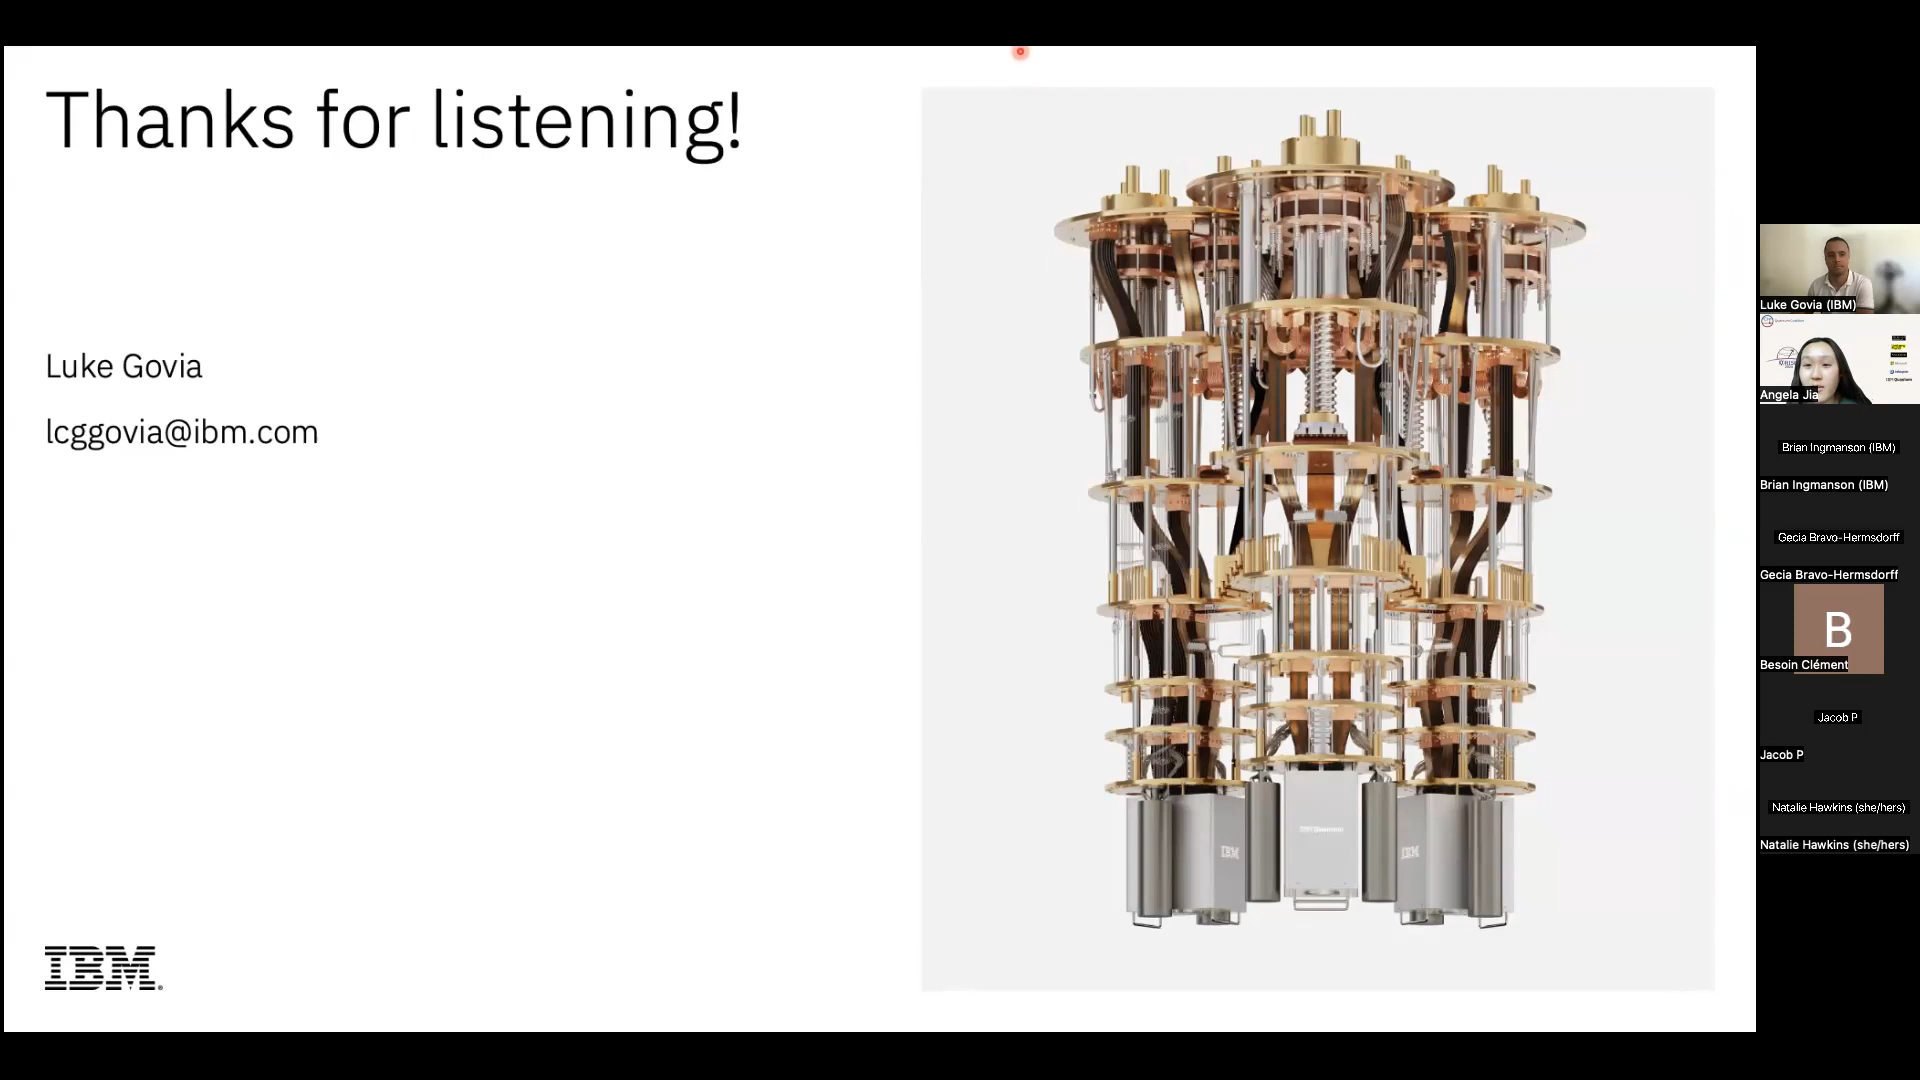 Thanks for listening!
Luke Govia
lcggovia@ibm.com
IBM
IBM
IBM
Luke Govia (IBM)
Angela Jia
Brian Ingmanson (IBM)
Brian Ingmanson (IBM)
Gecia Bravo-Hermsdorff
Gecia Bravo-Hermsdorff
B
Besoin Clément
Jacob P
Jacob P
Natalie Hawkins (she/hers)
Natalie Hawkins (she/hers)